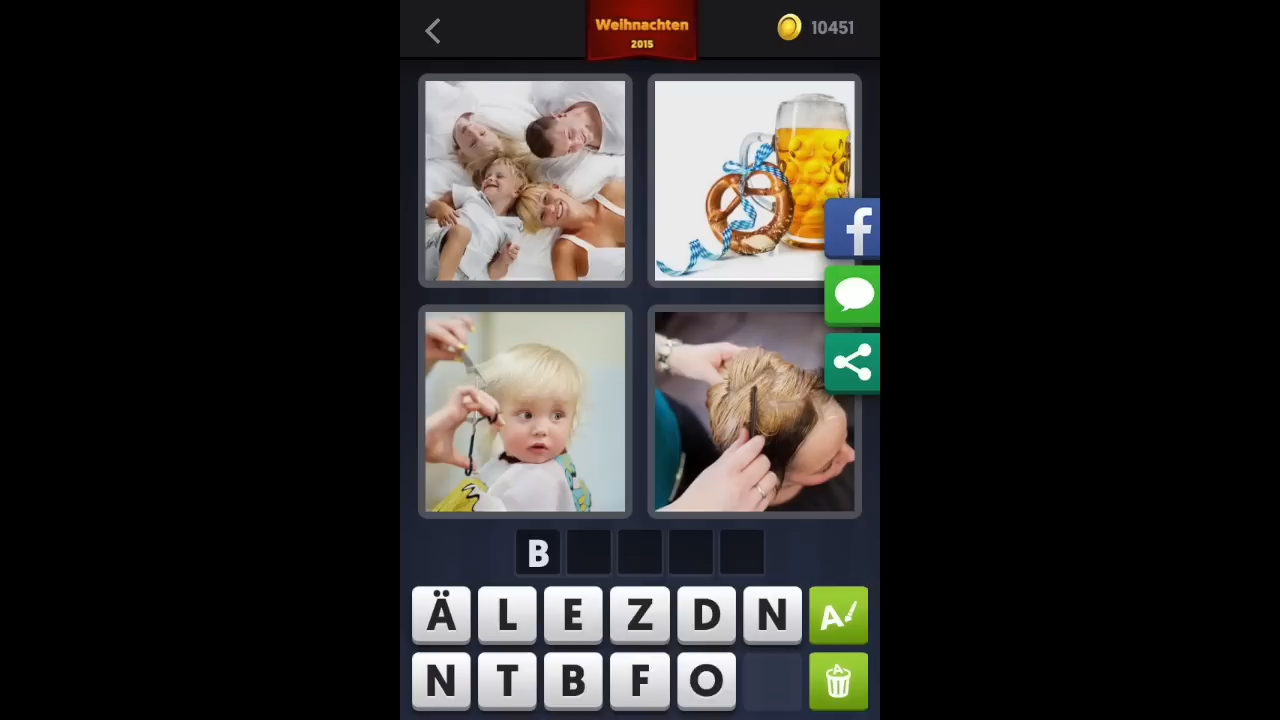 Weihnachten
2015
10451
f
B
Ä L E Z D N A
N T B F O A